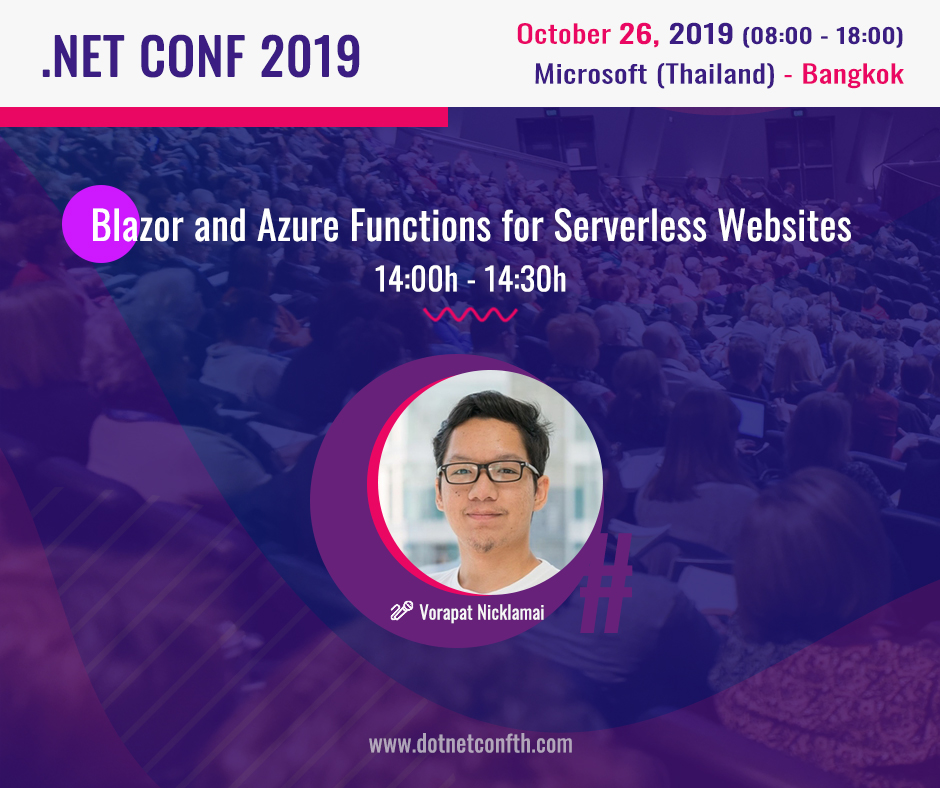 .NET CONF 2019
October 26, 2019 (08:00 - 18:00)
Microsoft (Thailand) - Bangkok
Blazor and Azure Functions for Serverless Websites
14:00h - 14:30h
#
Vorapat Nicklamai
www.dotnetconfth.com